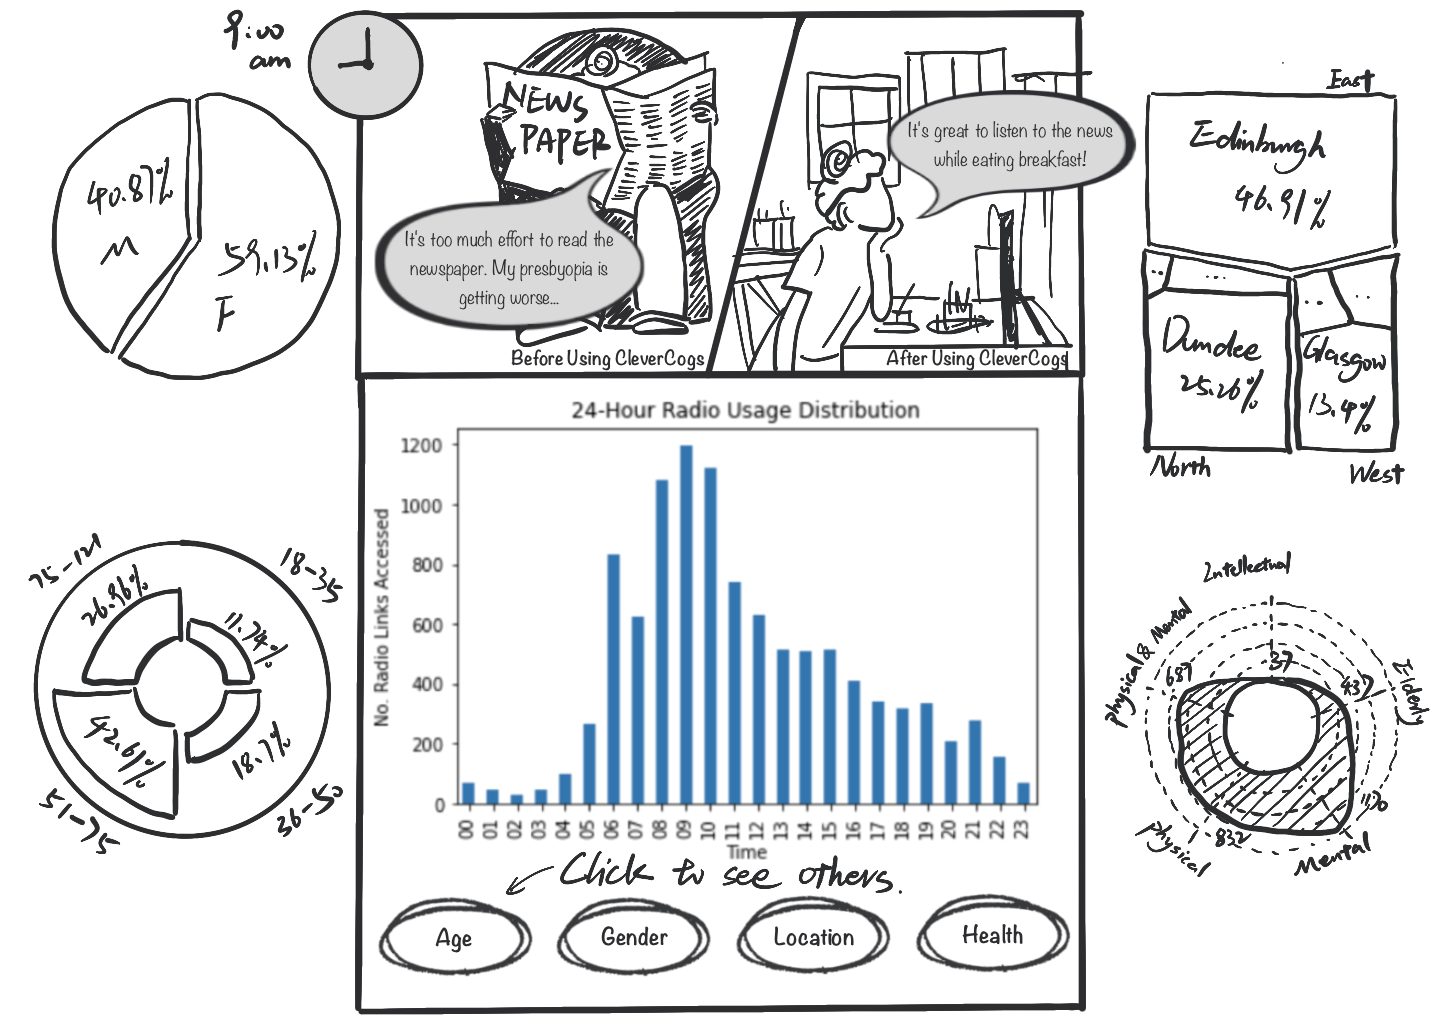 9:00
am
40.87%
M
59.13%
F
NEWS
PAPER
It's too much effort to read the
newspaper. My presbyopia is
getting worse...
Before Using CleverCogs
It's great to listen to the news
while eating breakfast!
After Using CleverCogs
East
Edinburgh
46.91%
Dundee
25.26%
Glasgow
13.4%
North
West
24-Hour Radio Usage Distribution
No. Radio Links Accessed
1200
1000
800
600
400
200
0
00 01 02 03 04 05 06 07 08 09 10 11 12 13 14 15 16 17 18 19 20 21 22 23
Time
Click to see others.
Age
Gender
Location
Health
75-121
26.96%
18-35
11.74%
51-75
42.61%
36-50
18.7%
Intellectual
37
Physical & Mental
687
Elderly
437
Physical
832
Mental